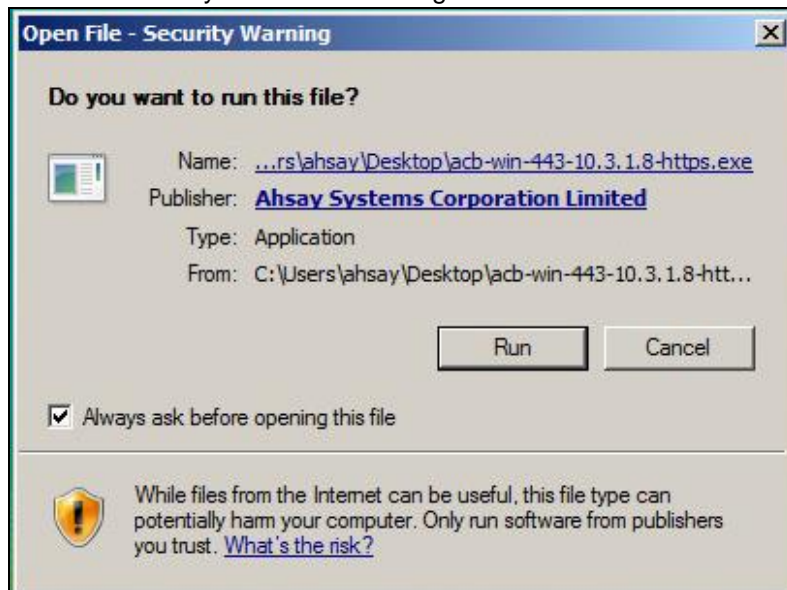 Open File - Security Warning
Do you want to run this file?
Name: ...rs\ahsay\Desktop\acb-win-443-10.3.1.8-https.exe
Publisher: Ahsay Systems Corporation Limited
Type: Application
From: C:\Users\ahsay\Desktop\acb-win-443-10.3.1.8-htt...
Run Cancel
Always ask before opening this file
While files from the Internet can be useful, this file type can
potentially harm your computer. Only run software from publishers
you trust. What's the risk?